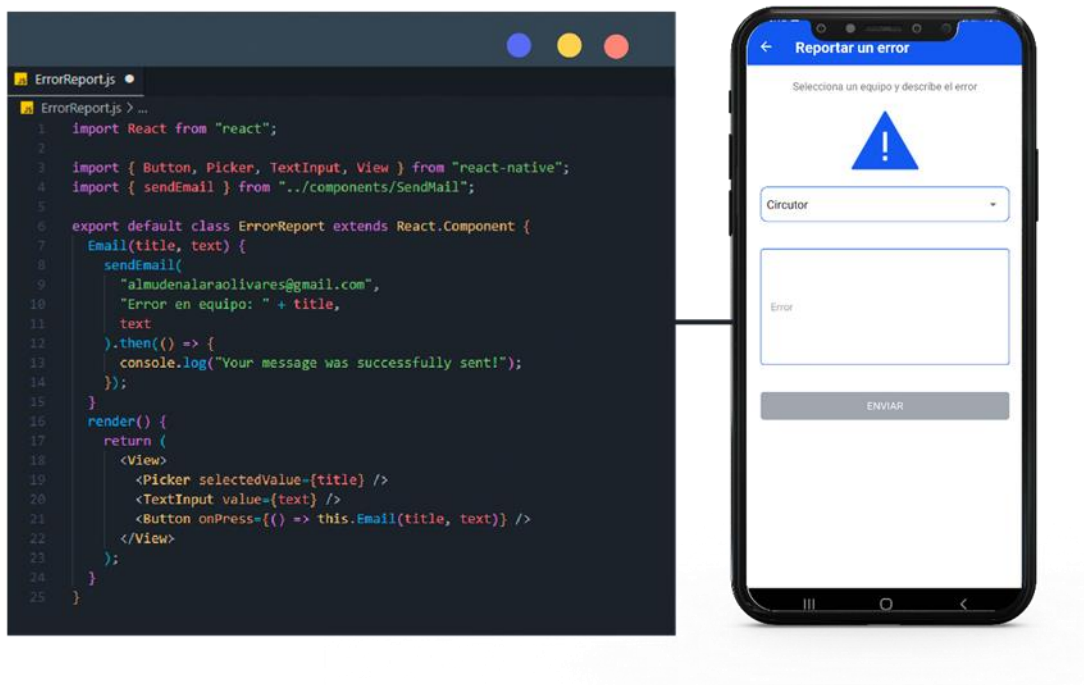 ErrorReport.js
ErrorReport.js > ...
1 import React from "react";
2
3 import { Button, Picker, TextInput, View } from "react-native";
4 import { sendEmail } from "../components/SendMail";
5
6 export default class ErrorReport extends React.Component {
7 Email(title, text) {
8 sendEmail(
9 "almudenalaraolivares@gmail.com",
10 "Error en equipo: " + title,
11 text
12 ).then(() => {
13 console.log("Your message was successfully sent!");
14 });
15 }
16 render() {
17 return (
18 <View>
19 <Picker selectedValue={title} />
20 <TextInput value={text} />
21 <Button onPress={() => this.Email(title, text)} />
22 </View>
23 );
24 }
25 }
Reportar un error
Selecciona un equipo y describe el error
Circutor
Error
ENVIAR